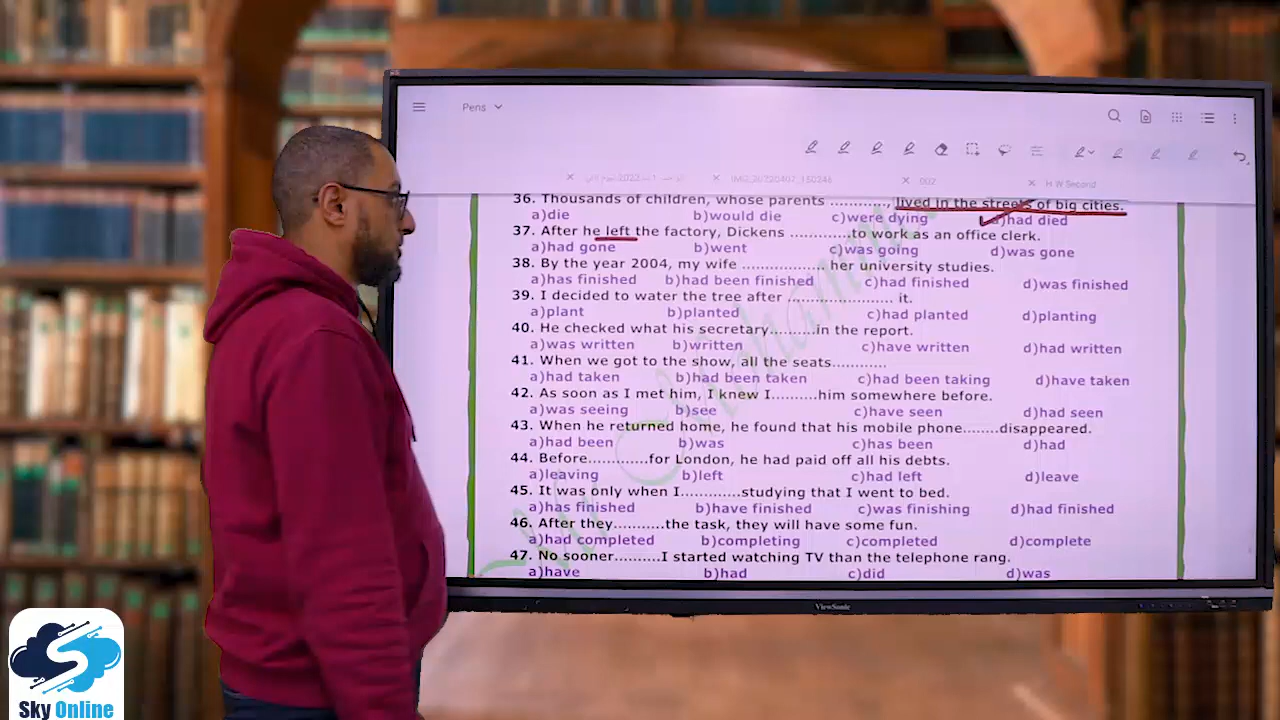 Pens
IMG_20220407_150246
002
H W Second
36. Thousands of children, whose parents ............, lived in the streets of big cities.
a)die b)would die c)were dying d)had died
37. After he left the factory, Dickens .............to work as an office clerk.
a)had gone b)went c)was going d)was gone
38. By the year 2004, my wife .................. her university studies.
a)has finished b)had been finished c)had finished d)was finished
39. I decided to water the tree after ...................... it.
a)plant b)planted c)had planted d)planting
40. He checked what his secretary..........in the report.
a)was written b)written c)have written d)had written
41. When we got to the show, all the seats............
a)had taken b)had been taken c)had been taking d)have taken
42. As soon as I met him, I knew I.........him somewhere before.
a)was seeing b)see c)have seen d)had seen
43. When he returned home, he found that his mobile phone........disappeared.
a)had been b)was c)has been d)had
44. Before.............for London, he had paid off all his debts.
a)leaving b)left c)had left d)leave
45. It was only when I.............studying that I went to bed.
a)has finished b)have finished c)was finishing d)had finished
46. After they...........the task, they will have some fun.
a)had completed b)completing c)completed d)complete
47. No sooner..........I started watching TV than the telephone rang.
a)have b)had c)did d)was
ViewSonic
Sky Online